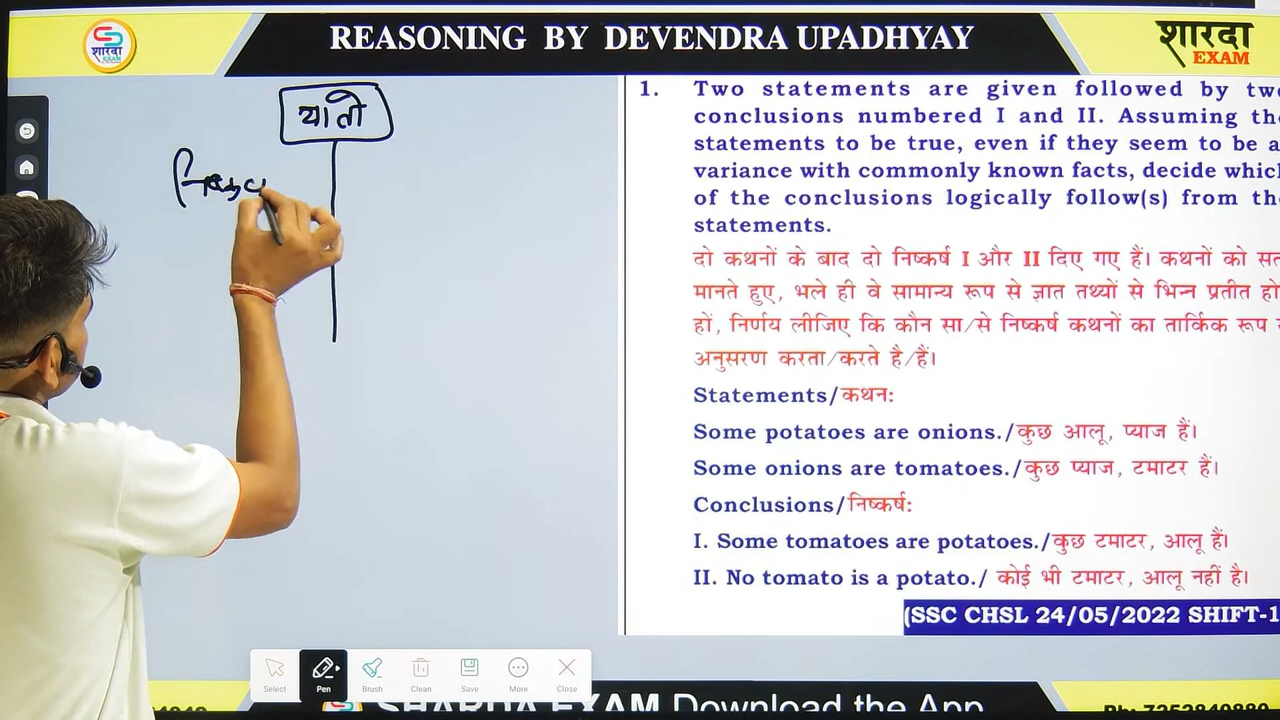 REASONING BY DEVENDRA UPADHYAY
शारदा
शारदा
EXAM
या तो
1. Two statements are given followed by two
conclusions numbered I and II. Assuming the
statements to be true, even if they seem to be a
variance with commonly known facts, decide which
of the conclusions logically follow(s) from the
statements.
दो कथनों के बाद दो निष्कर्ष I और II दिए गए हैं। कथनों को सत
मानते हुए, भले ही वे सामान्य रूप से ज्ञात तथ्यों से भिन्न प्रतीत हो
हों, निर्णय लीजिए कि कौन सा/से निष्कर्ष कथनों का तार्किक रूप
अनुसरण करता/करते है/हैं।
Statements/कथन:
Some potatoes are onions./कुछ आलू, प्याज हैं।
Some onions are tomatoes./कुछ प्याज, टमाटर हैं।
Conclusions/निष्कर्ष:
I. Some tomatoes are potatoes./कुछ टमाटर, आलू हैं।
II. No tomato is a potato./ कोई भी टमाटर, आलू नहीं है।
(SSC CHSL 24/05/2022 SHIFT-1
Select Pen Brush Clean Save More Close
SHARDA EXAM Download the App
Ph: 7252840880